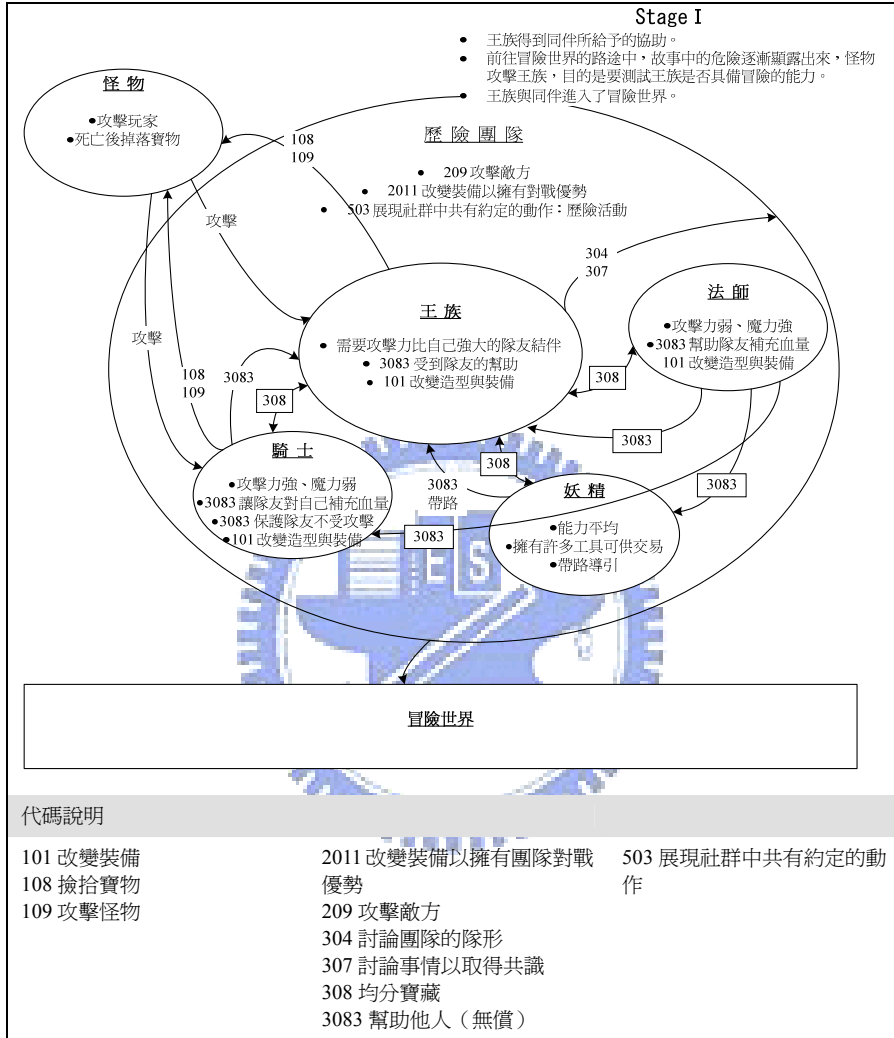 Stage I
● 王族得到同伴所給予的協助。
● 前往冒險世界的路途中，故事中的危險逐漸顯露出來，怪物
攻擊王族，目的是要測試王族是否具備冒險的能力。
● 王族與同伴進入了冒險世界。
怪 物
●攻擊玩家
●死亡後掉落寶物
108
109
歷 險 團 隊
● 209 攻擊敵方
● 2011 改變裝備以擁有對戰優勢
● 503 展現社群中共有約定的動作：歷險活動
攻擊
304
307
王 族
● 需要攻擊力比自己強大的隊友結伴
● 3083 受到隊友的幫助
● 101 改變造型與裝備
法 師
●攻擊力弱、魔力強
●3083 幫助隊友補充血量
101 改變造型與裝備
攻擊
108
109
3083
308
308
3083
騎 士
●攻擊力強、魔力弱
●3083 讓隊友對自己補充血量
●3083 保護隊友不受攻擊
●101 改變造型與裝備
3083
帶路
308
3083
妖 精
●能力平均
●擁有許多工具可供交易
●帶路導引
3083
ES
冒險世界
代碼說明
101 改變裝備
108 撿拾寶物
109 攻擊怪物
2011 改變裝備以擁有團隊對戰
優勢
209 攻擊敵方
304 討論團隊的隊形
307 討論事情以取得共識
308 均分寶藏
3083 幫助他人（無償）
503 展現社群中共有約定的動
作